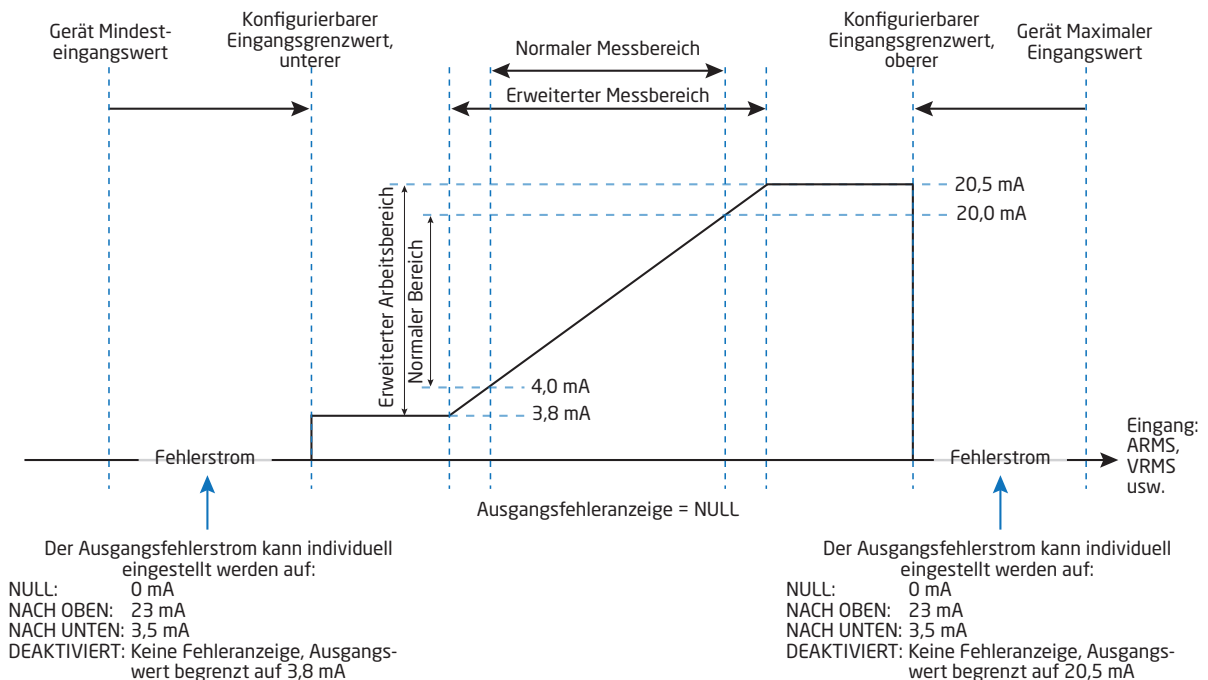 Gerät Mindest-
eingangswert
Konfigurierbarer
Eingangsgrenzwert,
unterer
Normaler Messbereich
Erweiterter Messbereich
Konfigurierbarer
Eingangsgrenzwert,
oberer
Gerät Maximaler
Eingangswert
Erweiterter Arbeitsbereich
Normaler Bereich
20,5 mA
20,0 mA
4,0 mA
3,8 mA
Eingang:
ARMS,
VRMS
usw.
Fehlerstrom
Fehlerstrom
Ausgangsfehleranzeige = NULL
Der Ausgangsfehlerstrom kann individuell
eingestellt werden auf:
NULL: 0 mA
NACH OBEN: 23 mA
NACH UNTEN: 3,5 mA
DEAKTIVIERT: Keine Fehleranzeige, Ausgangs-
wert begrenzt auf 3,8 mA
Der Ausgangsfehlerstrom kann individuell
eingestellt werden auf:
NULL: 0 mA
NACH OBEN: 23 mA
NACH UNTEN: 3,5 mA
DEAKTIVIERT: Keine Fehleranzeige, Ausgangs-
wert begrenzt auf 20,5 mA